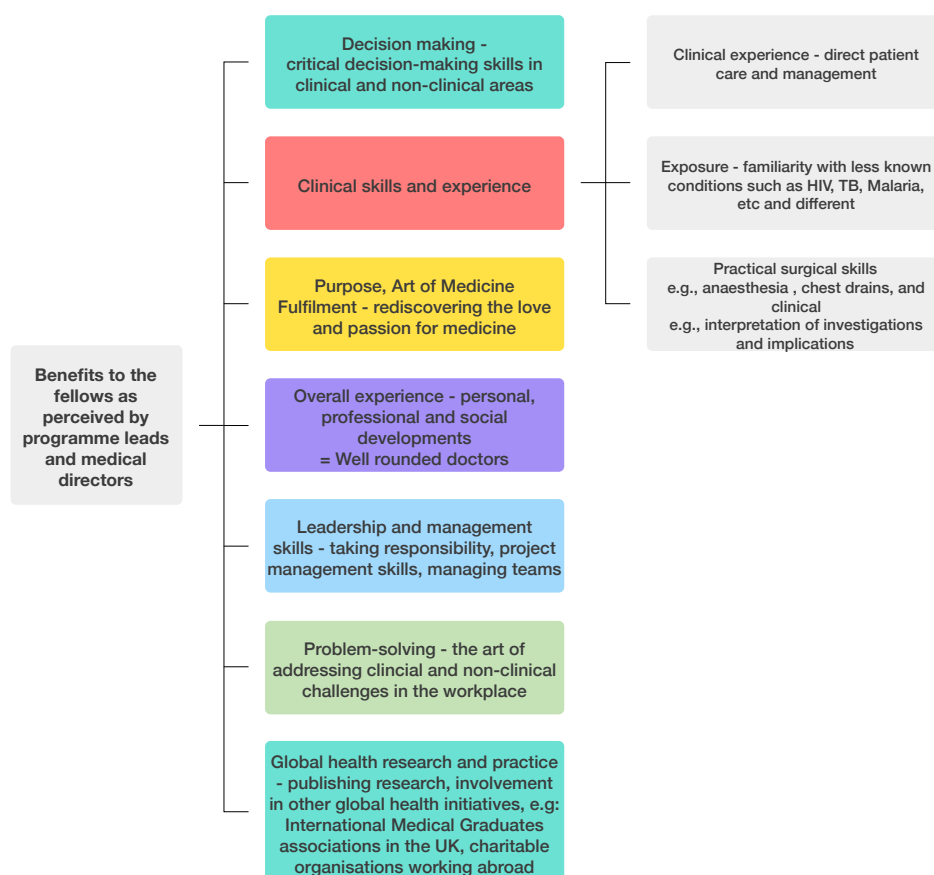 Benefits to the
fellows as
perceived by
programme leads
and medical
directors
Decision making -
critical decision-making skills in
clinical and non-clinical areas
Clinical skills and experience
Clinical experience - direct patient
care and management
Exposure - familiarity with less known
conditions such as HIV, TB, Malaria,
etc and different
Practical surgical skills
e.g., anaesthesia , chest drains, and
clinical
e.g., interpretation of investigations
and implications
Purpose, Art of Medicine
Fulfilment - rediscovering the love
and passion for medicine
Overall experience - personal,
professional and social
developments
= Well rounded doctors
Leadership and management
skills - taking responsibility, project
management skills, managing teams
Problem-solving - the art of
addressing clincial and non-clinical
challenges in the workplace
Global health research and practice
- publishing research, involvement
in other global health initiatives, e.g:
International Medical Graduates
associations in the UK, charitable
organisations working abroad